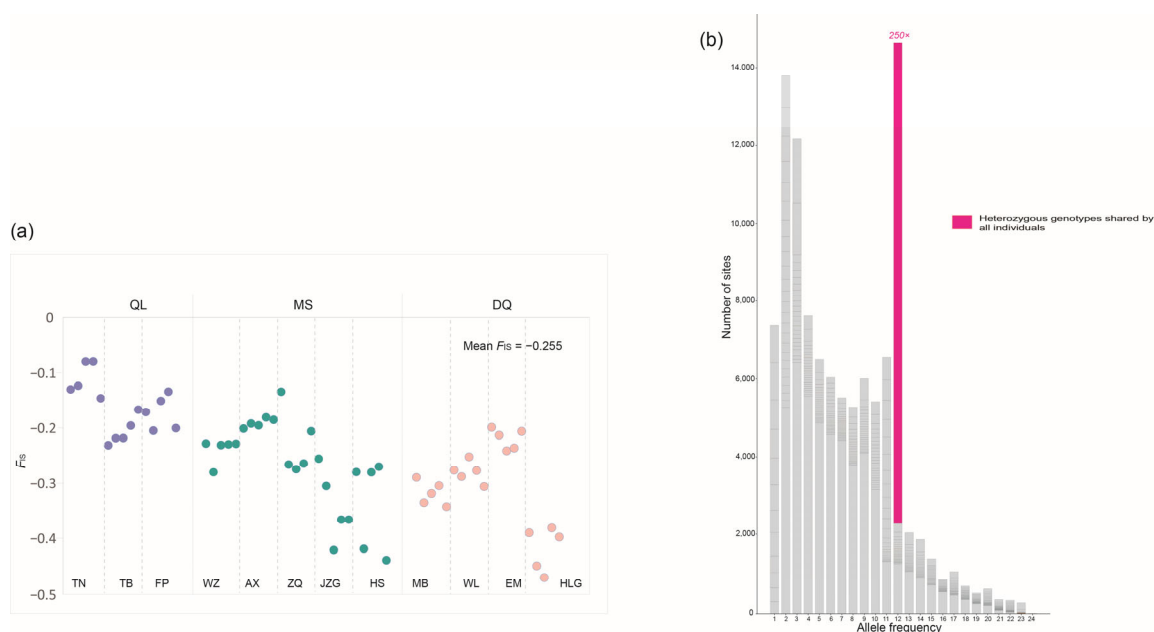 (a)
QL MS DQ
Mean FIS = −0.255
0
−0.1
−0.2
−0.3
−0.4
−0.5
FIS
TN TB FP WZ AX ZQ JZG HS MB WL EM HLG
(b)
250×
14,000
12,000
10,000
8,000
6,000
4,000
2,000
0
Number of sites
Heterozygous genotypes shared by
all individuals
1 2 3 4 5 6 7 8 9 10 11 12 13 14 15 16 17 18 19 20 21 22 23 24
Allele frequency